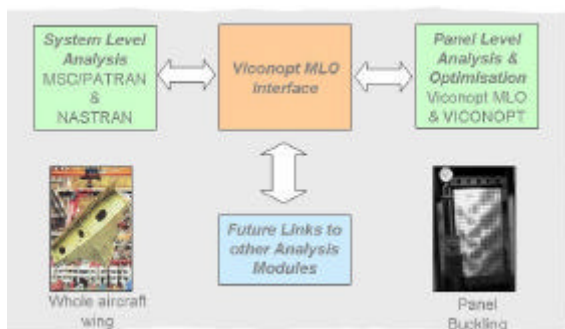 System Level
Analysis
MSC/PATRAN
&
NASTRAN
Viconopt MLO
Interface
Panel Level
Analysis &
Optimisation
Viconopt MLO
& VICONOPT
Future Links to
other Analysis
Modules
Whole aircraft
wing
Panel
Buckling